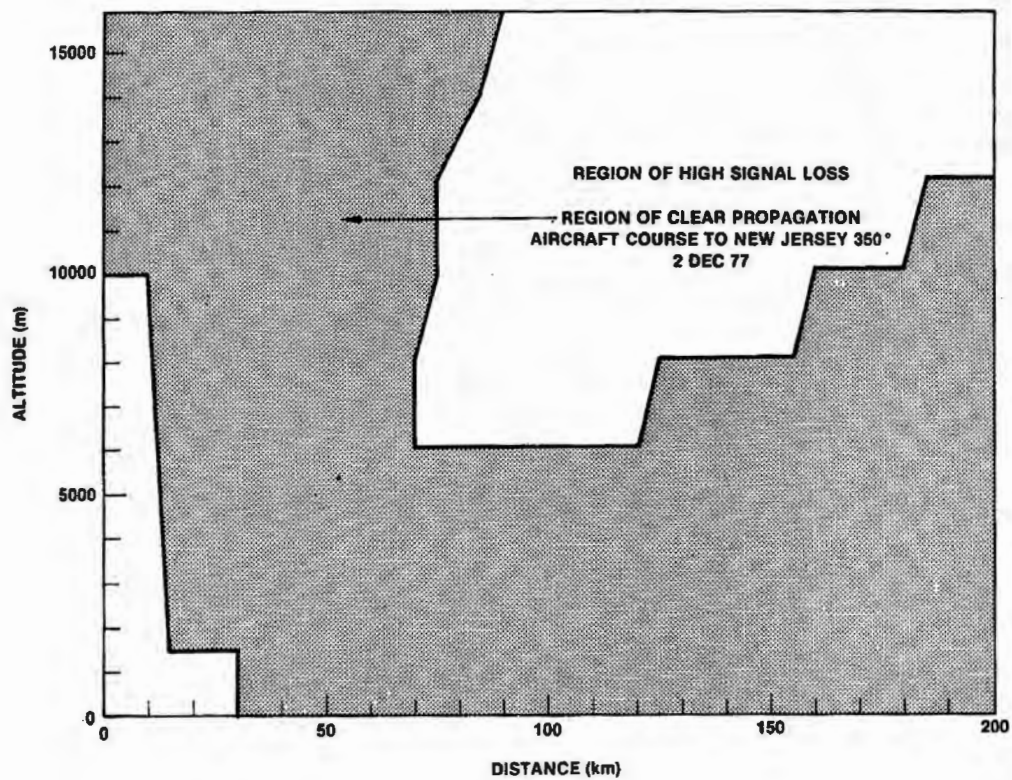 15000
10000
5000
0
ALTITUDE (m)
REGION OF HIGH SIGNAL LOSS
REGION OF CLEAR PROPAGATION
AIRCRAFT COURSE TO NEW JERSEY 350°
2 DEC 77
0 50 100 150 200
DISTANCE (km)